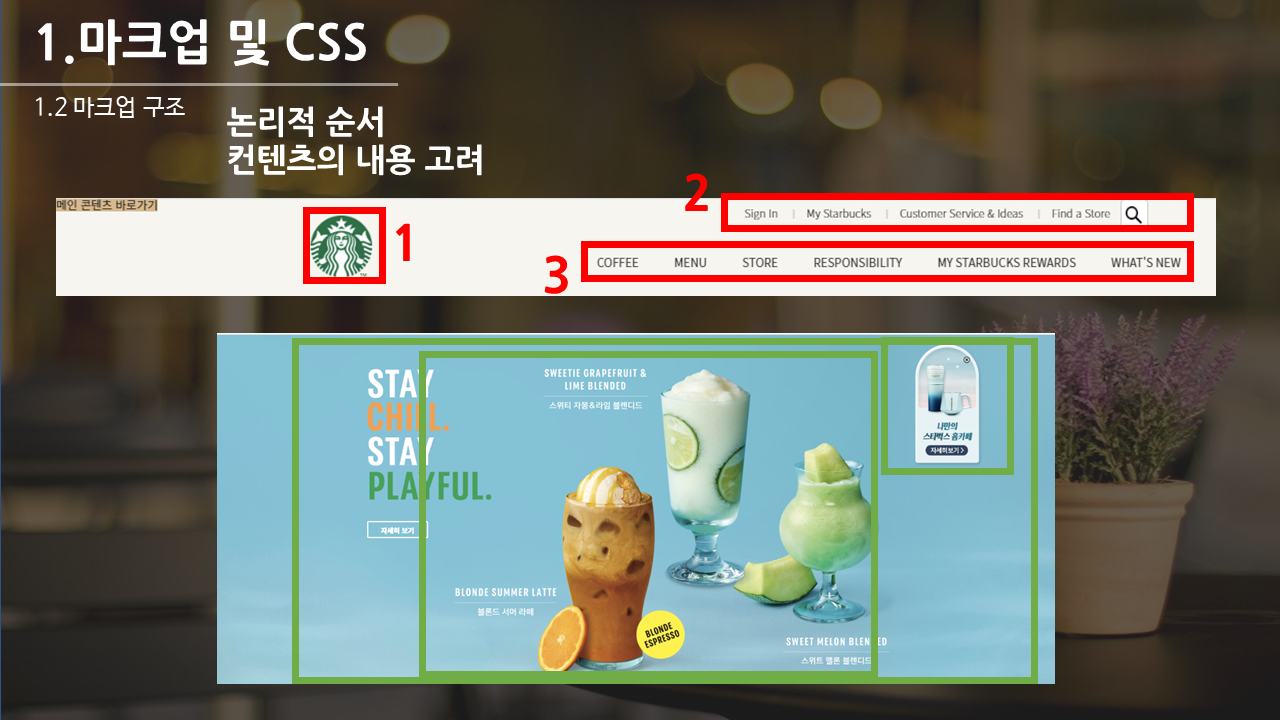 1.마크업 및 CSS
1.2 마크업 구조
논리적 순서
컨텐츠의 내용 고려
메인 콘텐츠 바로가기
1
2
Sign In | My Starbucks | Customer Service & Ideas | Find a Store
3
COFFEE MENU STORE RESPONSIBILITY MY STARBUCKS REWARDS WHAT'S NEW
STAY
CHILL.
STAY
PLAYFUL.
자세히 보기
SWEETIE GRAPEFRUIT &
LIME BLENDED
스위티 자몽&라임 블렌디드
BLONDE SUMMER LATTE
블론드 서머 라떼
BLONDE
ESPRESSO
SWEET MELON BLENDED
스위트 멜론 블렌디드
나만의
스타벅스 홈카페
자세히보기 >